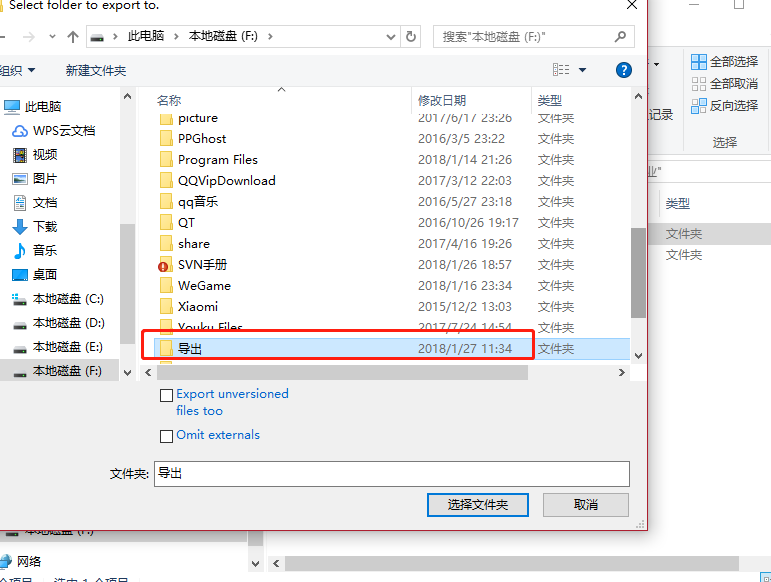 Select folder to export to.
此电脑 > 本地磁盘 (F:) >
搜索"本地磁盘 (F:)"
组织
新建文件夹
名称 修改日期 类型
picture 2017/6/17 23:26 文件夹
PPGhost 2016/3/5 23:22 文件夹
Program Files 2018/1/14 21:26 文件夹
QQVipDownload 2017/3/12 22:03 文件夹
qq音乐 2016/5/27 23:18 文件夹
QT 2016/10/26 19:17 文件夹
share 2017/4/16 19:26 文件夹
SVN手册 2018/1/26 18:57 文件夹
WeGame 2018/1/16 23:34 文件夹
Xiaomi 2015/12/2 13:03 文件夹
Youku Files 2017/7/24 14:54 文件夹
导出 2018/1/27 11:34 文件夹
此电脑
WPS云文档
视频
图片
文档
下载
音乐
桌面
本地磁盘 (C:)
本地磁盘 (D:)
本地磁盘 (E:)
本地磁盘 (F:)
Export unversioned
files too
Omit externals
文件夹: 导出
选择文件夹 取消
全部选择
全部取消
反向选择
记录
选择
业"
类型
文件夹
文件夹
本地磁盘 (F:)
网络
个项目 选中 1 个项目